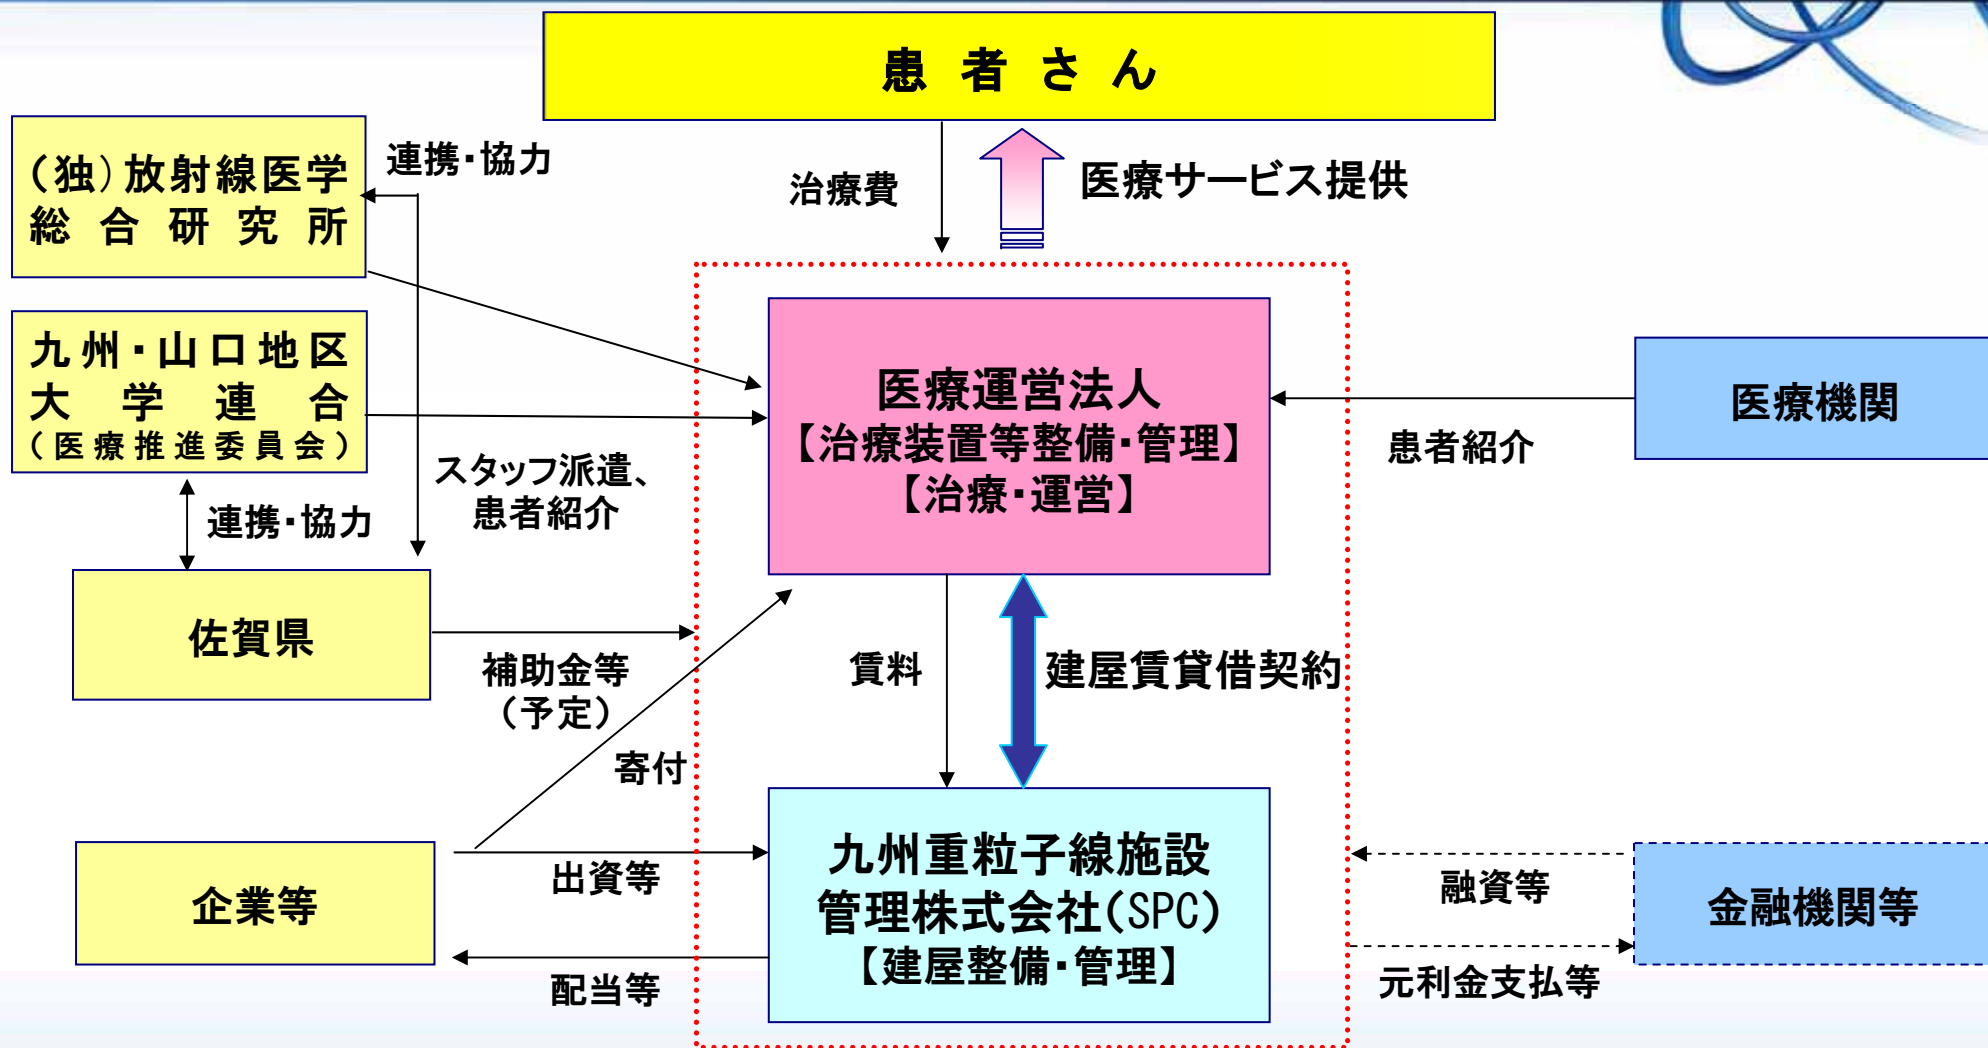 患者さん
（独）放射線医学
総合研究所
連携・協力
治療費
医療サービス提供
九州・山口地区
大学連合
（医療推進委員会）
医療運営法人
【治療装置等整備・管理】
【治療・運営】
医療機関
患者紹介
スタッフ派遣、
患者紹介
連携・協力
佐賀県
補助金等
（予定）
賃料
建屋賃貸借契約
寄付
企業等
出資等
配当等
九州重粒子線施設
管理株式会社（SPC）
【建屋整備・管理】
融資等
金融機関等
元利金支払等